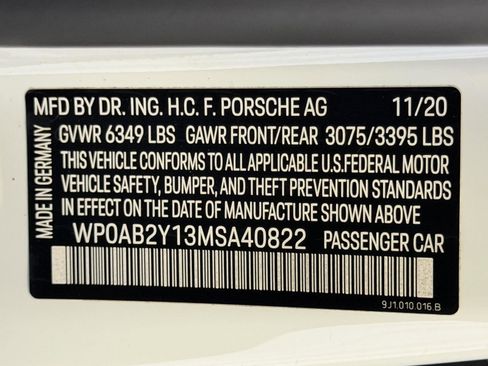 MFD BY DR. ING. H.C. F. PORSCHE AG 11/20
GVWR 6349 LBS GAWR FRONT/REAR 3075/3395 LBS
THIS VEHICLE CONFORMS TO ALL APPLICABLE U.S.FEDERAL MOTOR
VEHICLE SAFETY, BUMPER, AND THEFT PREVENTION STANDARDS
IN EFFECT ON THE DATE OF MANUFACTURE SHOWN ABOVE
WP0AB2Y13MSA40822 PASSENGER CAR
MADE IN GERMANY
9J1.010.016.B